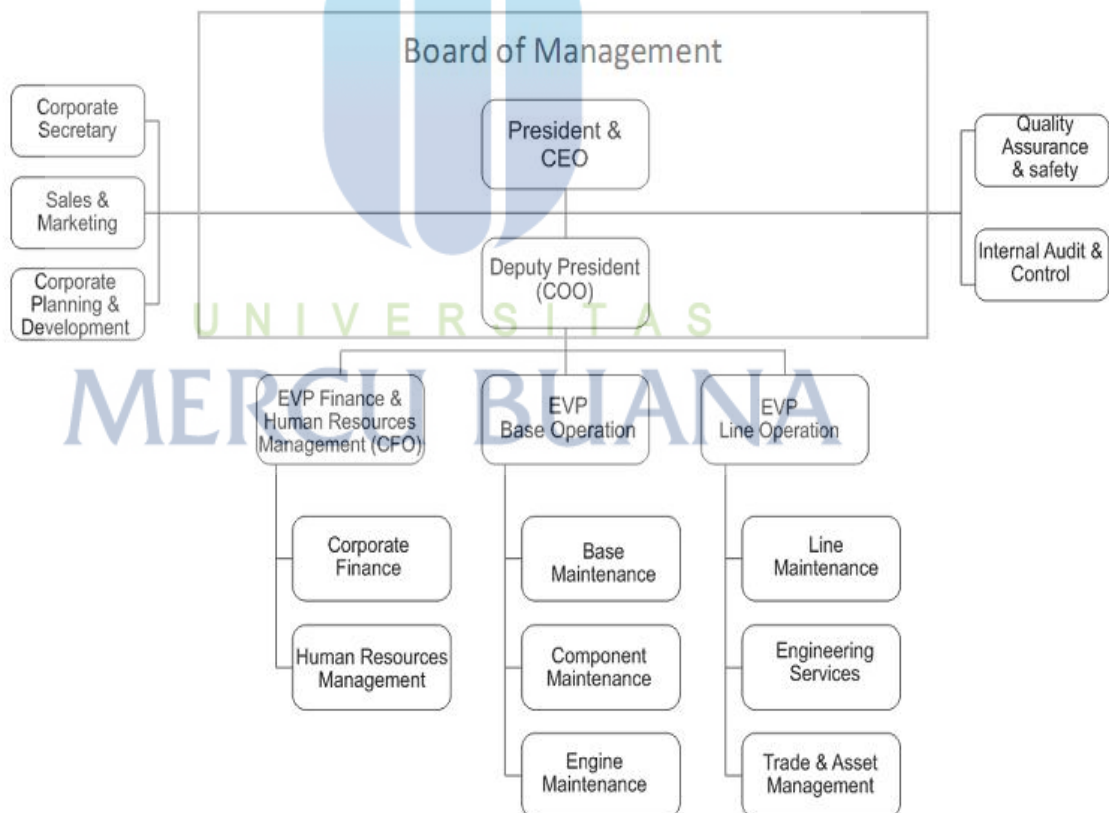 Board of Management
President &
CEO
Deputy President
(COO)
Corporate
Secretary
Sales &
Marketing
Corporate
Planning &
Development
Quality
Assurance
& safety
Internal Audit &
Control
UNIVERSITAS
MERCU BUANA
EVP Finance &
Human Resources
Management (CFO)
EVP
Base Operation
EVP
Line Operation
Corporate
Finance
Human Resources
Management
Base
Maintenance
Component
Maintenance
Engine
Maintenance
Line
Maintenance
Engineering
Services
Trade & Asset
Management